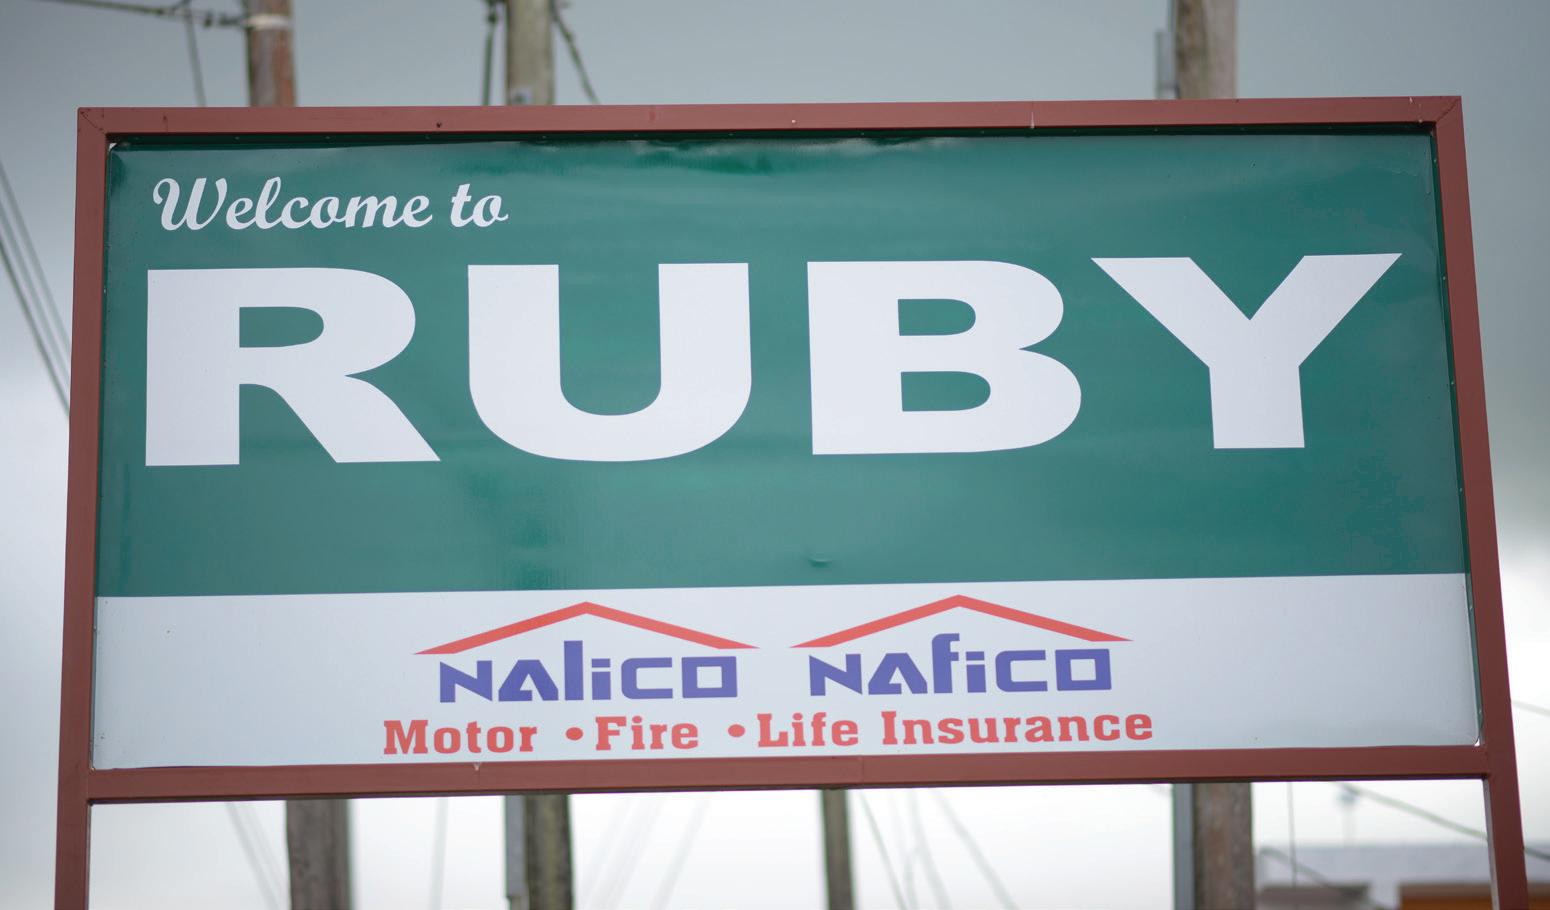 Welcome to
RUBY
NALICO NAFICO
Motor • Fire • Life Insurance